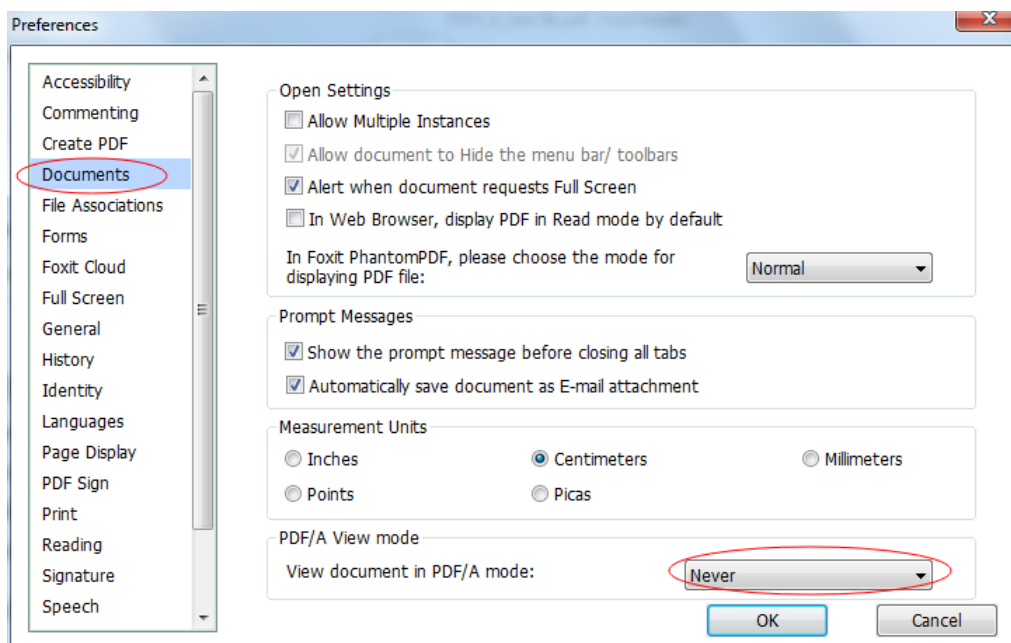 Preferences
Accessibility
Commenting
Create PDF
Documents
File Associations
Forms
Foxit Cloud
Full Screen
General
History
Identity
Languages
Page Display
PDF Sign
Print
Reading
Signature
Speech
Open Settings
Allow Multiple Instances
Allow document to Hide the menu bar/ toolbars
Alert when document requests Full Screen
In Web Browser, display PDF in Read mode by default
In Foxit PhantomPDF, please choose the mode for
displaying PDF file:
Normal
Prompt Messages
Show the prompt message before closing all tabs
Automatically save document as E-mail attachment
Measurement Units
Inches
Centimeters
Millimeters
Points
Picas
PDF/A View mode
View document in PDF/A mode:
Never
OK
Cancel